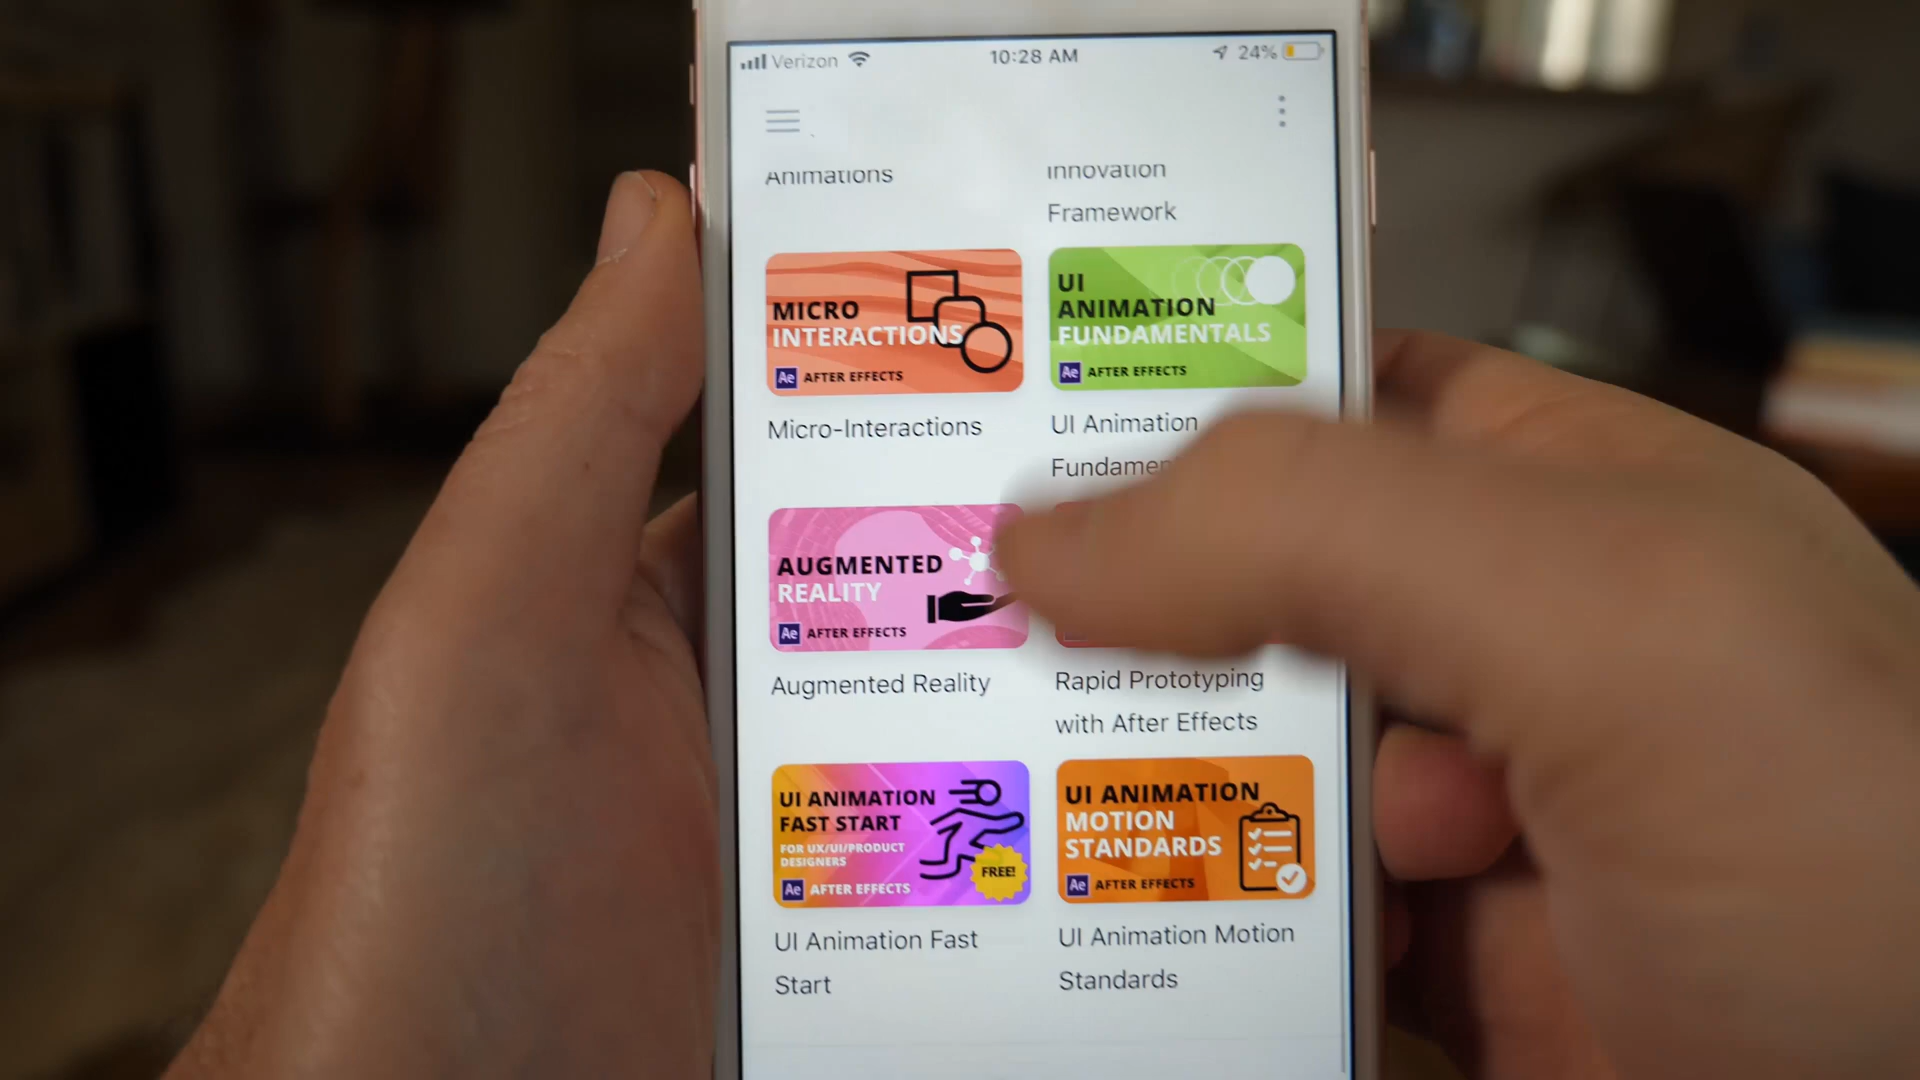 Verizon 10:28 AM 24%
Animations
Innovation
Framework
MICRO
INTERACTIONS
Ae AFTER EFFECTS
Micro-Interactions
UI
ANIMATION
FUNDAMENTALS
Ae AFTER EFFECTS
UI Animation
AUGMENTED
REALITY
Ae AFTER EFFECTS
Augmented Reality
Rapid Prototyping
with After Effects
UI ANIMATION
FAST START
FOR UX/UI/PRODUCT
DESIGNERS
FREE!
Ae AFTER EFFECTS
UI Animation Fast
Start
UI ANIMATION
MOTION
STANDARDS
Ae AFTER EFFECTS
UI Animation Motion
Standards